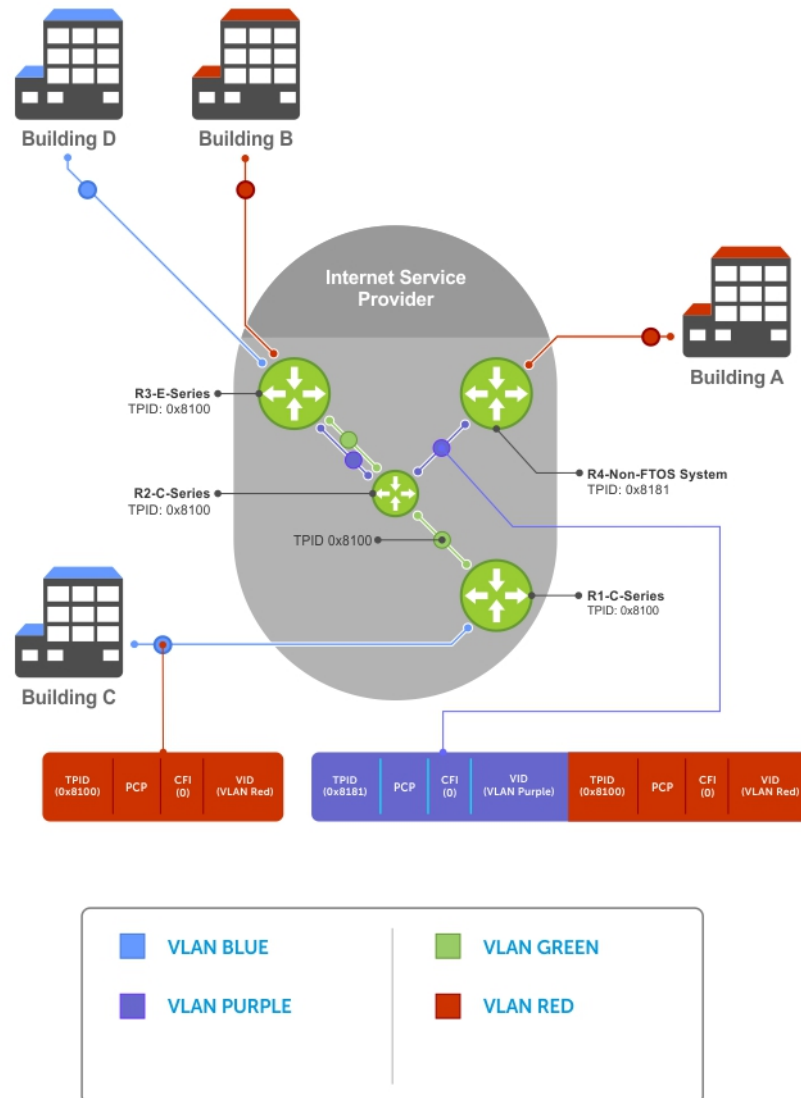 Building D
Building B
Internet Service
Provider
Building A
R3-E-Series
TPID: 0x8100
R4-Non-FTOS System
TPID: 0x8181
R2-C-Series
TPID: 0x8100
TPID 0x8100
R1-C-Series
TPID: 0x8100
Building C
TPID
(0x8100)
PCP
CFI
(0)
VID
(VLAN Red)
TPID
(0x8181)
PCP
CFI
(0)
VID
(VLAN Purple)
TPID
(0x8100)
PCP
CFI
(0)
VID
(VLAN Red)
VLAN BLUE
VLAN GREEN
VLAN PURPLE
VLAN RED